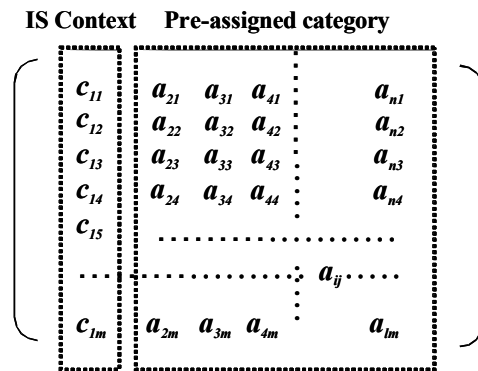 IS Context Pre-assigned category
c11 a21 a31 a41 an1
c12 a22 a32 a42 an2
c13 a23 a33 a43 an3
c14 a24 a34 a44 an4
c15
aij
c1m a2m a3m a4m alm